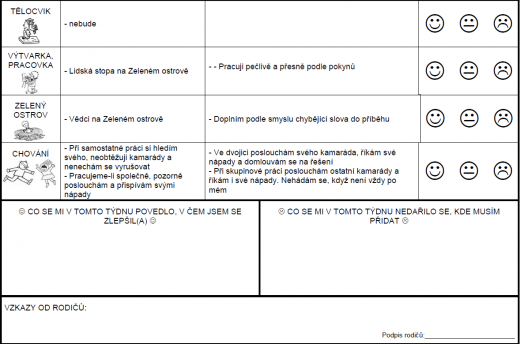 TĚLOCVIK
- nebude
VÝTVARKA,
PRACOVKA
- Lidská stopa na Zeleném ostrově
- - Pracuji pečlivě a přesně podle pokynů
ZELENÝ
OSTROV
- Vědci na Zeleném ostrově
- Doplním podle smyslu chybějící slova do příběhu
CHOVÁNÍ
- Při samostatné práci si hledím
svého, neobtěžuji kamarády a
nenechám se vyrušovat
- Pracujeme-li společně, pozorně
poslouchám a přispívám svými
nápady
- Ve dvojici poslouchám svého kamaráda, říkám své
nápady a domlouvám se na řešení
- Při skupinové práci poslouchám ostatní kamarády a
říkám i své nápady. Nehádám se, když není vždy po
mém
☺ CO SE MI V TOMTO TÝDNU POVEDLO, V ČEM JSEM SE
ZLEPŠIL(A) ☺
☹ CO SE MI V TOMTO TÝDNU NEDAŘILO SE, KDE MUSÍM
PŘIDAT ☹
VZKAZY OD RODIČŮ:
Podpis rodičů:____________________